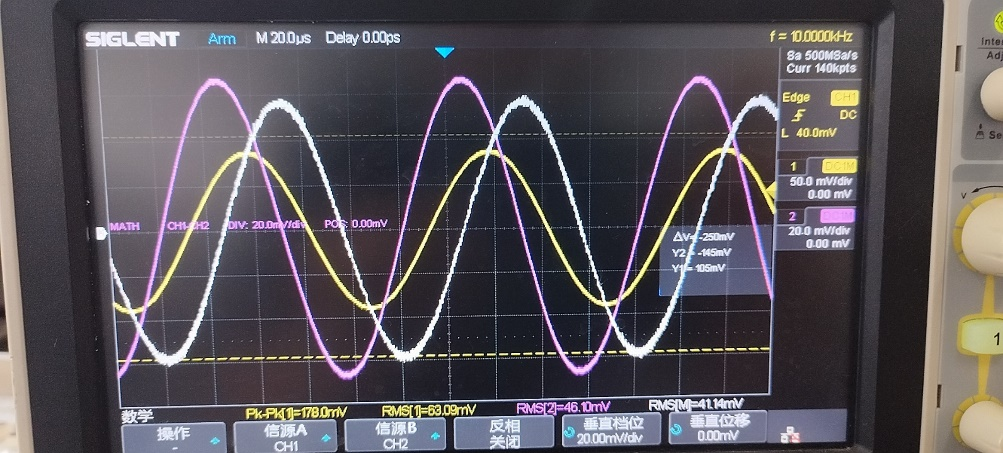 SIGLENT Arm M 20.0μs Delay 0.00ps f = 10.0000kHz
Sa 500MSa/s
Curr 140kpts
Edge CH1
DC
L 40.0mV
1 DC1M
50.0 mV/div
0.00 mV
2
20.0 mV/div
0.00 mV
MATH CH1-CH2 DIV: 20.0mV/div POS: 0.00mV
ΔV= -250mV
Y2= -145mV
Y1= 105mV
数学 Pk-Pk[1]=178.0mV RMS[1]=63.09mV RMS[2]=46.10mV RMS[M]=41.14mV
操作 信源A 信源B 反相 垂直档位 垂直位移
- CH1 CH2 关闭 20.00mV/div 0.00mV
Inte
Adj
Se
V
1